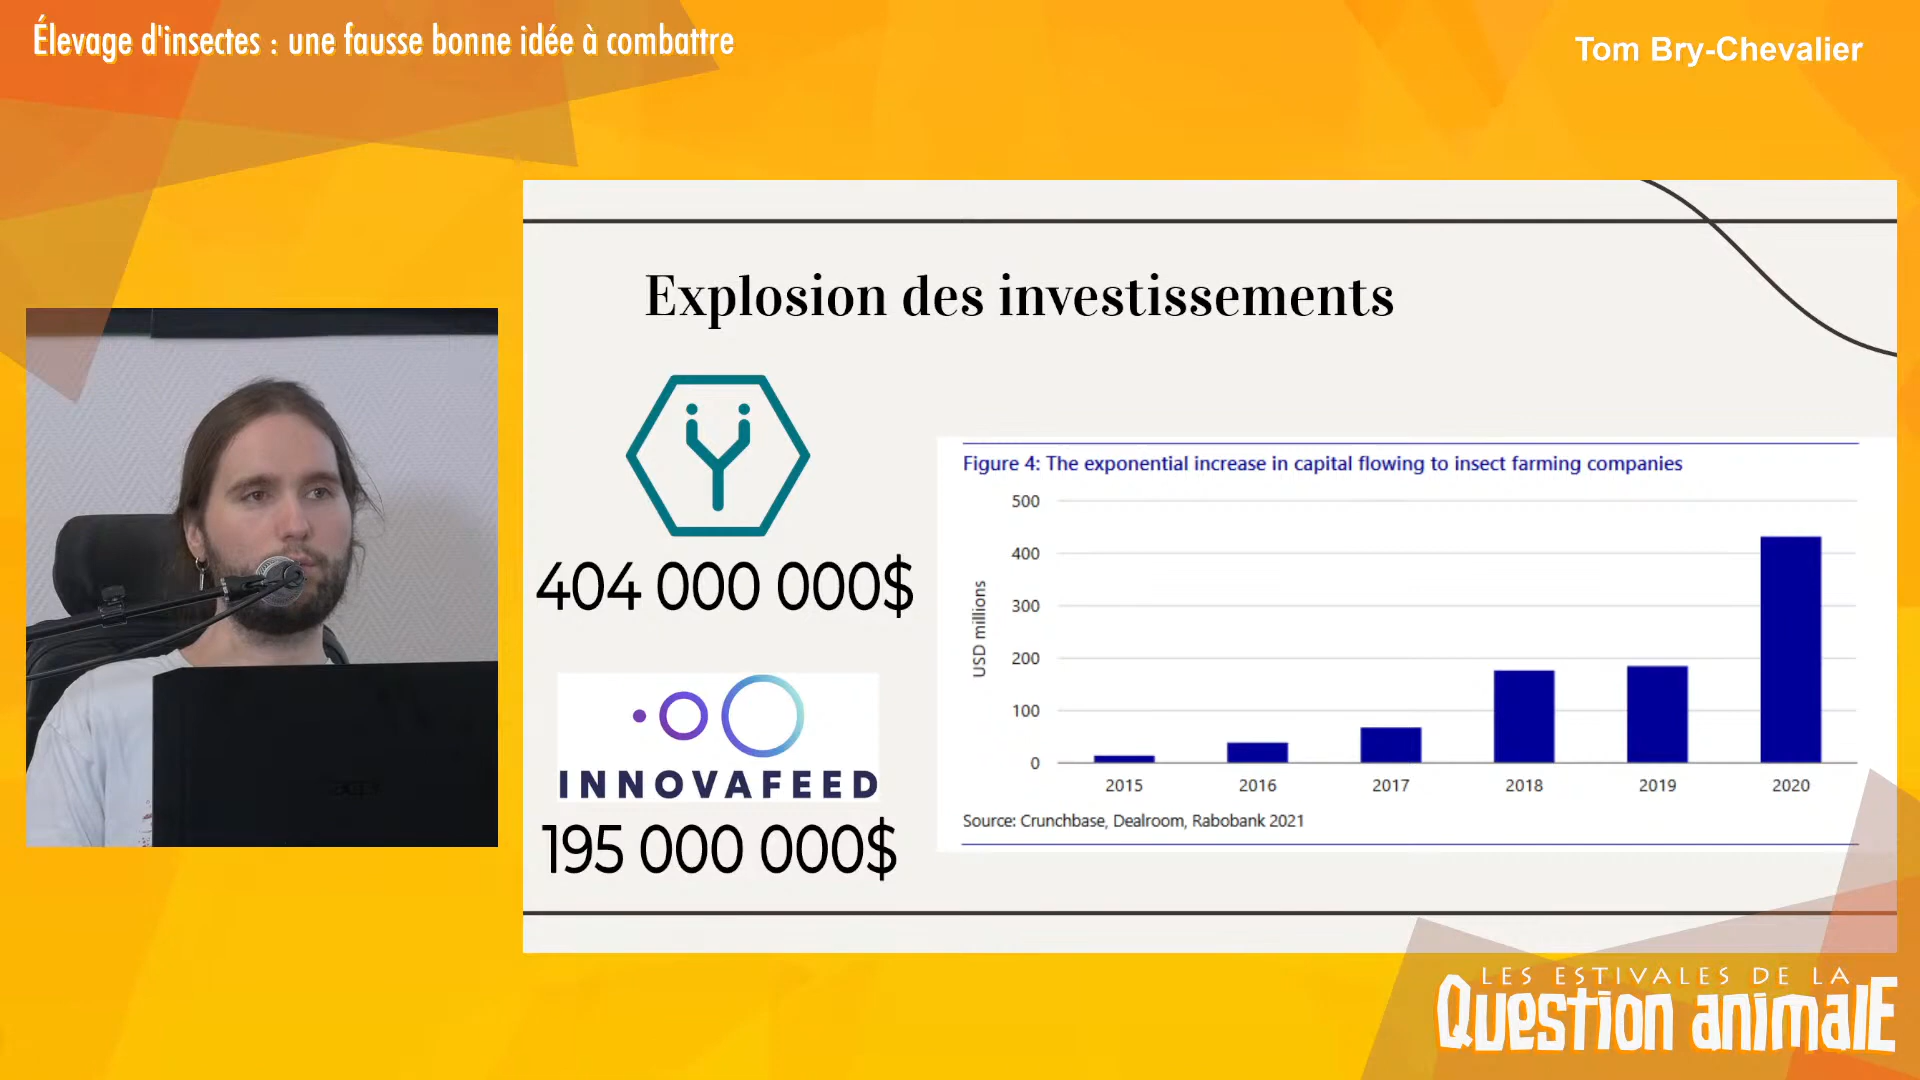 Élevage d'insectes : une fausse bonne idée à combattre
Tom Bry-Chevalier
Explosion des investissements
404 000 000$
INNOVAFEED
195 000 000$
Figure 4: The exponential increase in capital flowing to insect farming companies
500
400
300
200
100
0
USD millions
2015 2016 2017 2018 2019 2020
Source: Crunchbase, Dealroom, Rabobank 2021
LES ESTIVALES DE LA
QUEStion animalE